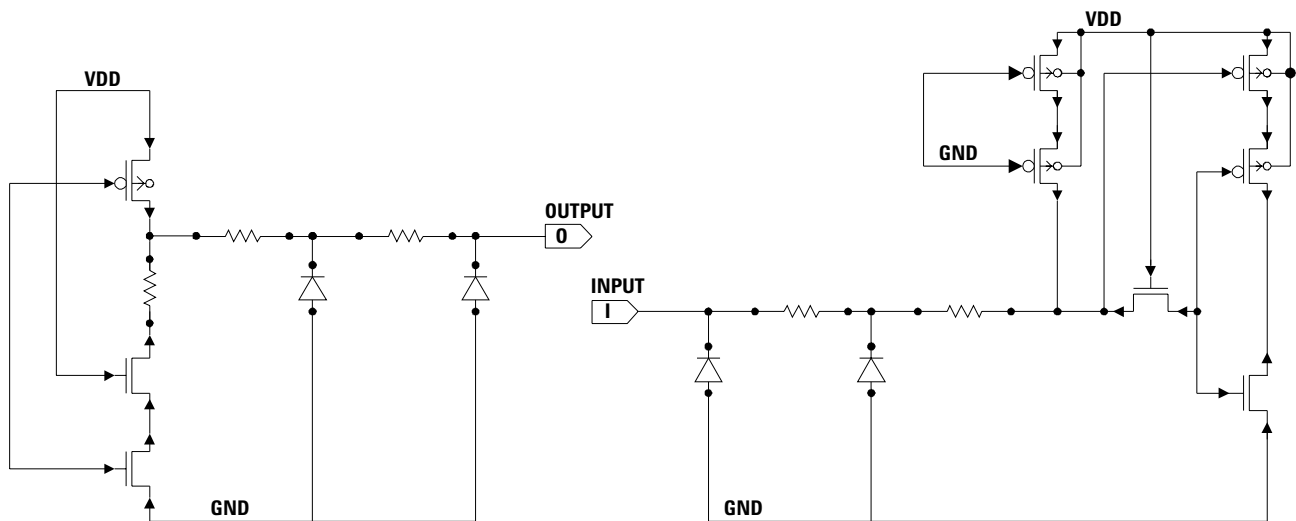 VDD
VDD
GND
OUTPUT
O
INPUT
I
GND
GND